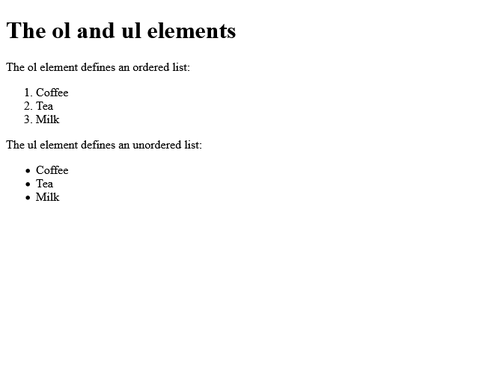 The ol and ul elements
The ol element defines an ordered list:
1. Coffee
2. Tea
3. Milk
The ul element defines an unordered list:
• Coffee
• Tea
• Milk